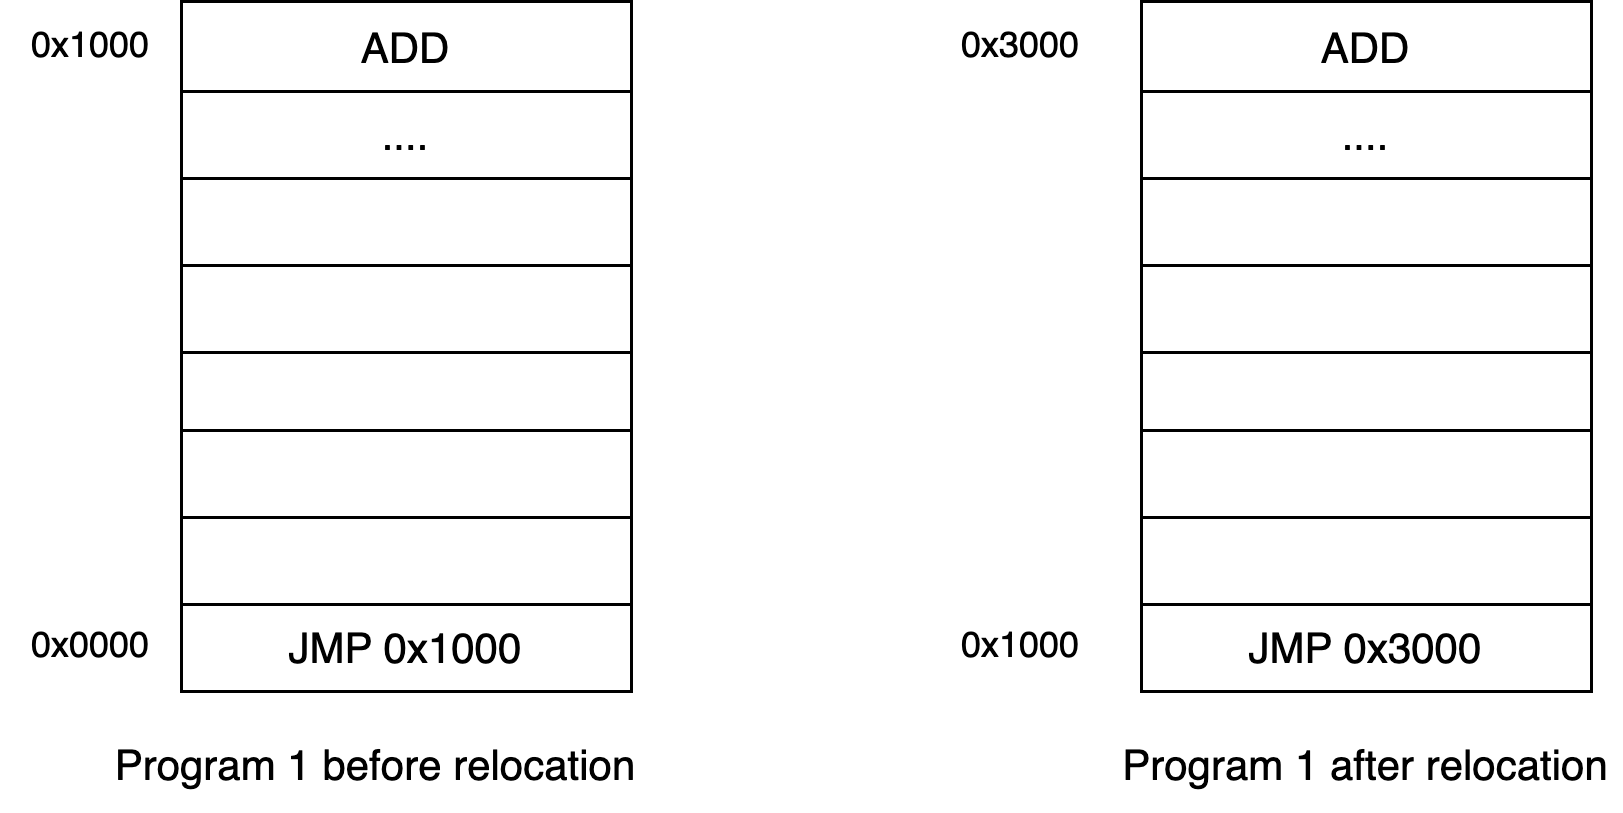 0x1000 ADD 0x3000 ADD
.... ....
0x0000 JMP 0x1000 0x1000 JMP 0x3000
Program 1 before relocation Program 1 after relocation